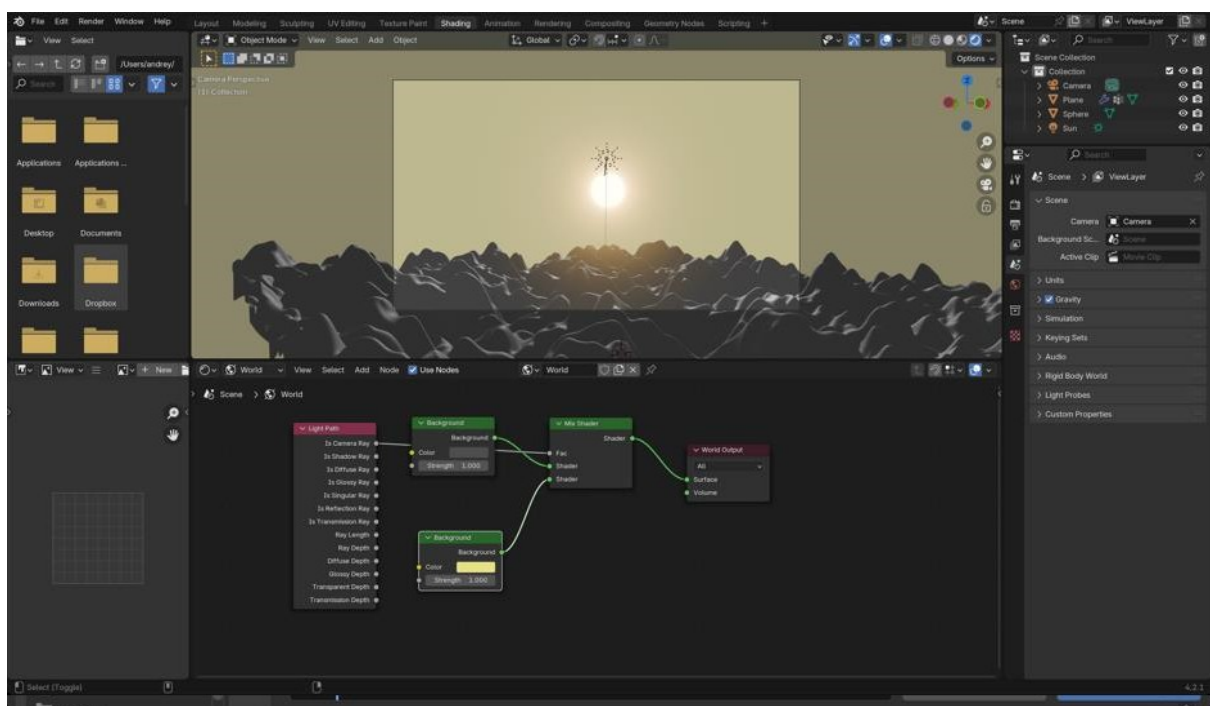 File Edit Render Window Help
Layout Modeling Sculpting UV Editing Texture Paint Shading Animation Rendering Compositing Geometry Nodes Scripting +
Scene
ViewLayer
View Select
Object Mode View Select Add Object
Global
Search
/Users/andrey/
Search
Options
Camera Perspective
(1) Collection
Z
Applications Applications ...
Desktop Documents
Downloads Dropbox
Scene Collection
Collection
Camera
Plane
Sphere
Sun
Search
Scene > ViewLayer
Scene
Camera Camera
Background Sc... Scene
Active Clip Movie Clip
Units
Gravity
Simulation
Keying Sets
Audio
Rigid Body World
Light Probes
Custom Properties
View + New
World View Select Add Node Use Nodes World
Scene > World
Light Path
Is Camera Ray
Is Shadow Ray
Is Diffuse Ray
Is Glossy Ray
Is Singular Ray
Is Reflection Ray
Is Transmission Ray
Ray Length
Ray Depth
Diffuse Depth
Glossy Depth
Transparent Depth
Transmission Depth
Background
Background
Color
Strength 1.000
Background
Background
Color
Strength 1.000
Mix Shader
Shader
Fac
Shader
Shader
World Output
All
Surface
Volume
Select (Toggle)
4.2.1